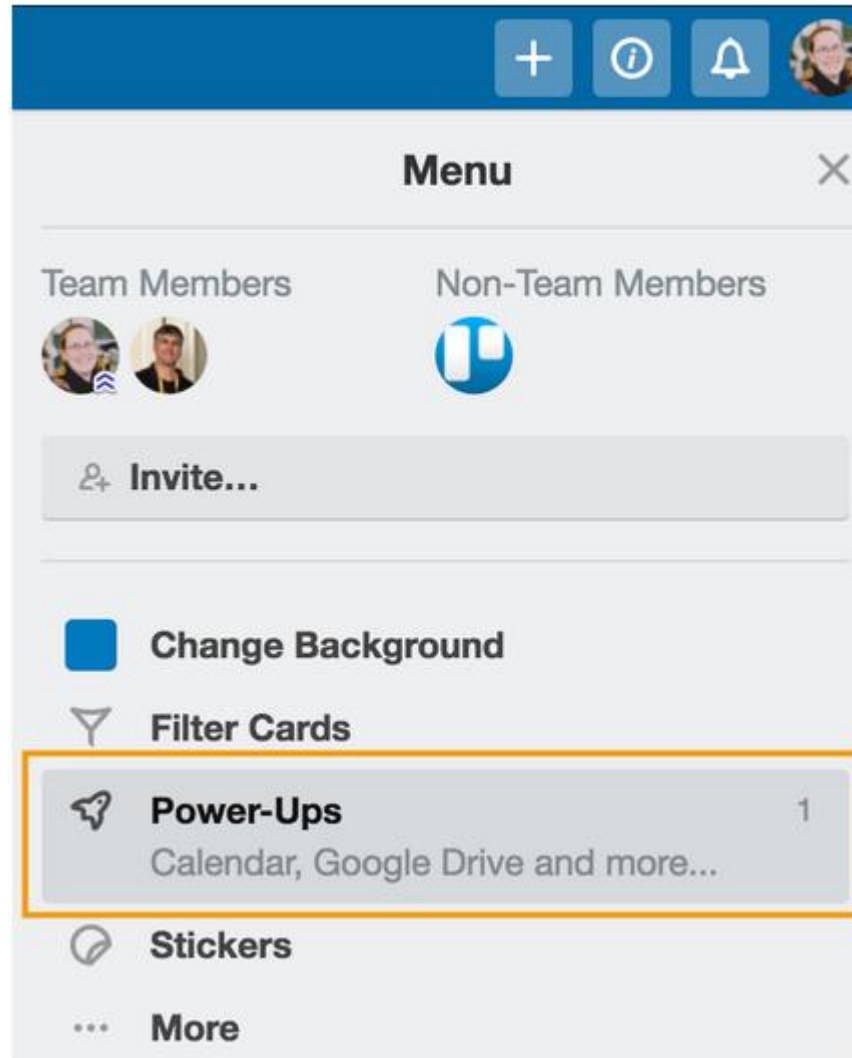 Menu
Team Members Non-Team Members
Invite...
Change Background
Filter Cards
Power-Ups 1
Calendar, Google Drive and more...
Stickers
More